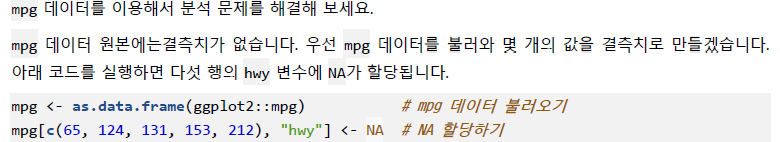 mpg 데이터를 이용해서 분석 문제를 해결해 보세요.
mpg 데이터 원본에는결측치가 없습니다. 우선 mpg 데이터를 불러와 몇 개의 값을 결측치로 만들겠습니다.
아래 코드를 실행하면 다섯 행의 hwy 변수에 NA가 할당됩니다.
mpg <- as.data.frame(ggplot2::mpg)           # mpg 데이터 불러오기
mpg[c(65, 124, 131, 153, 212), "hwy"] <- NA  # NA 할당하기